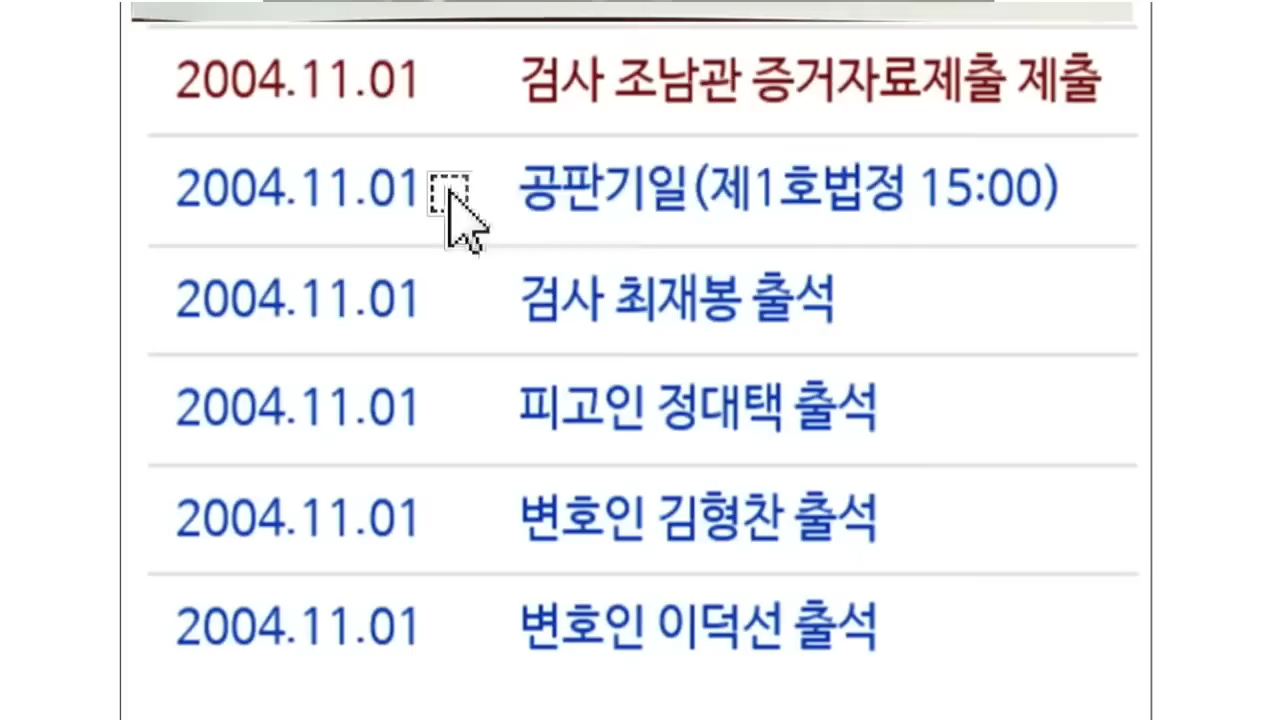 2004.11.01 검사 조남관 증거자료제출 제출
2004.11.01 공판기일(제1호법정 15:00)
2004.11.01 검사 최재봉 출석
2004.11.01 피고인 정대택 출석
2004.11.01 변호인 김형찬 출석
2004.11.01 변호인 이덕선 출석